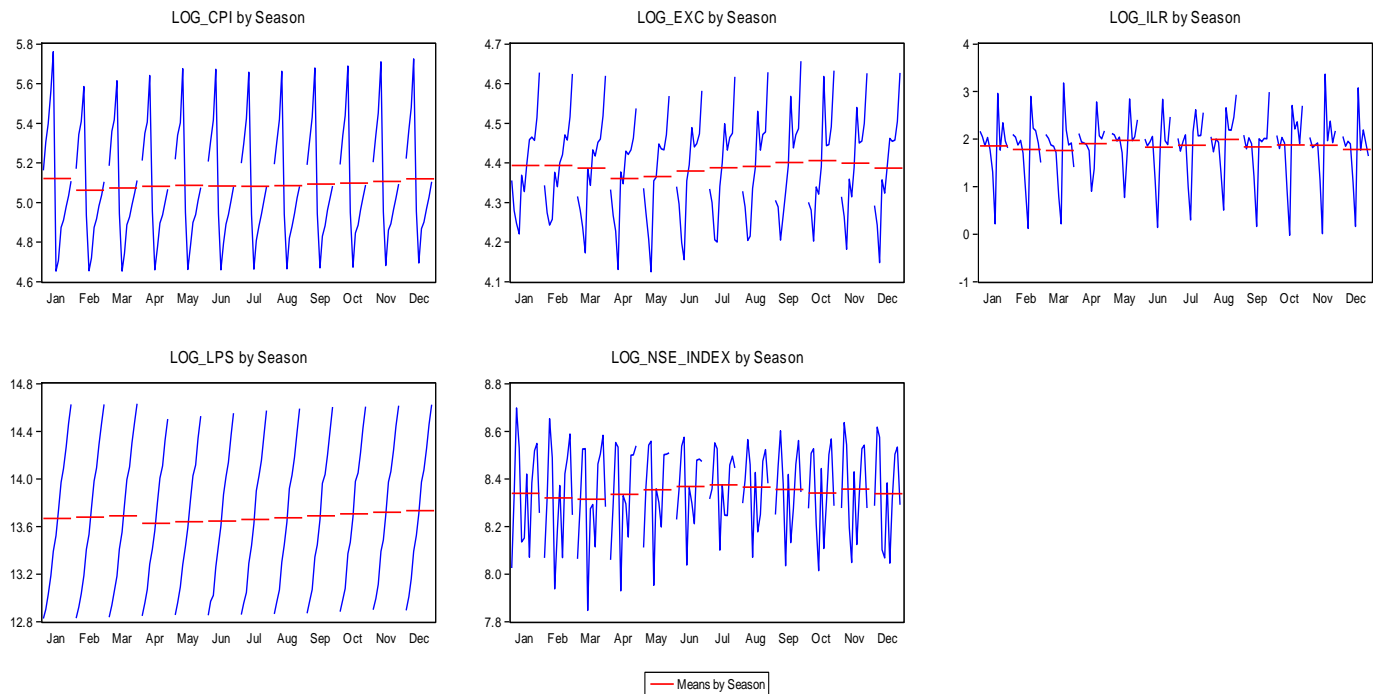 LOG_CPI by Season
5.8
5.6
5.4
5.2
5.0
4.8
4.6
Jan Feb Mar Apr May Jun Jul Aug Sep Oct Nov Dec
LOG_EXC by Season
4.7
4.6
4.5
4.4
4.3
4.2
4.1
Jan Feb Mar Apr May Jun Jul Aug Sep Oct Nov Dec
LOG_ILR by Season
4
3
2
1
0
-1
Jan Feb Mar Apr May Jun Jul Aug Sep Oct Nov Dec
LOG_LPS by Season
14.8
14.4
14.0
13.6
13.2
12.8
Jan Feb Mar Apr May Jun Jul Aug Sep Oct Nov Dec
LOG_NSE_INDEX by Season
8.8
8.6
8.4
8.2
8.0
7.8
Jan Feb Mar Apr May Jun Jul Aug Sep Oct Nov Dec
Means by Season